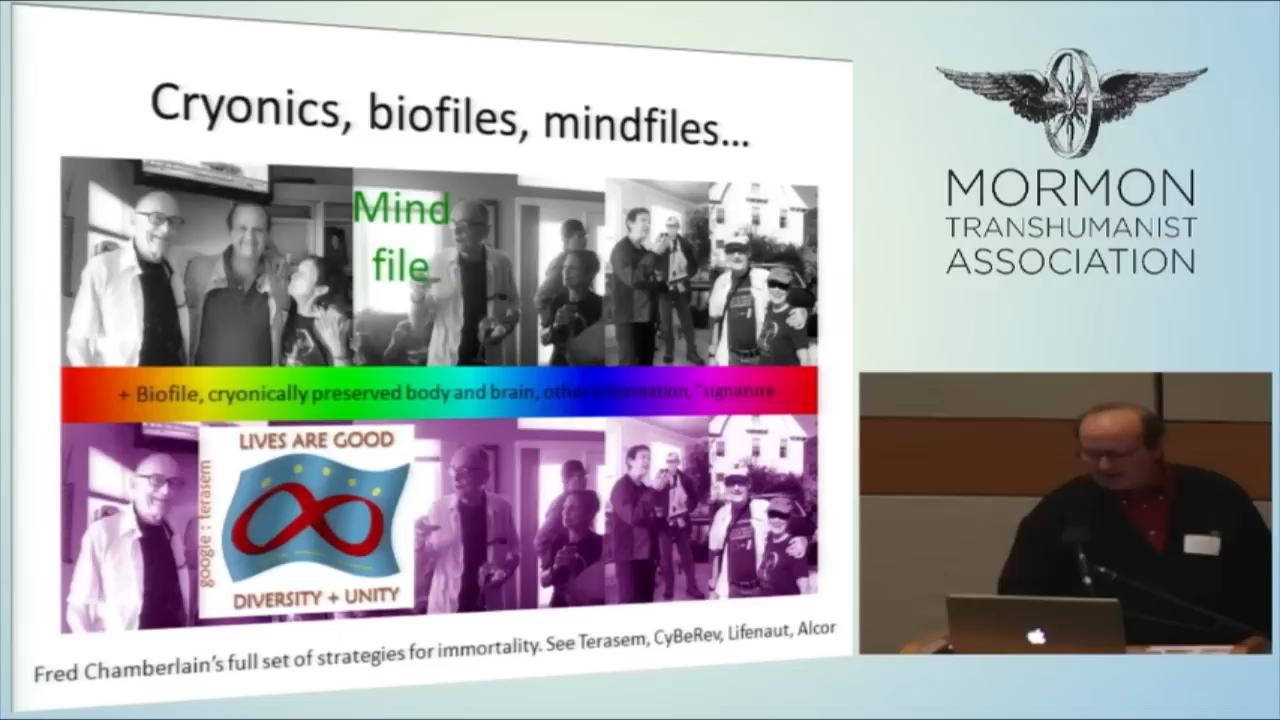 Cryonics, biofiles, mindfiles...
Mind
file
+ Biofile, cryonically preserved body and brain, other information, "signature
LIVES ARE GOOD
google : terasem
DIVERSITY + UNITY
Fred Chamberlain's full set of strategies for immortality. See Terasem, CyBeRev, Lifenaut, Alcor
MORMON
TRANSHUMANIST
ASSOCIATION